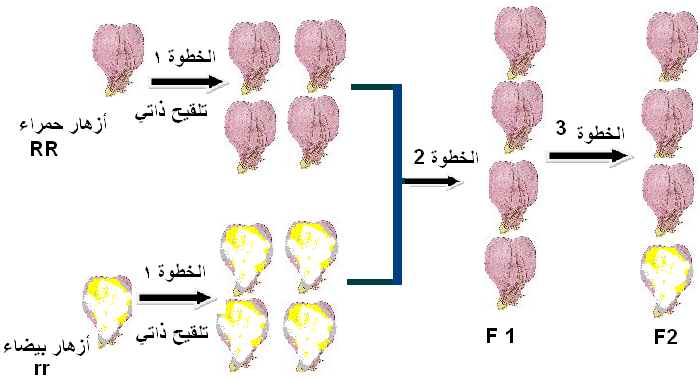 الخطوة ١
تلقيح ذاتي
أزهار حمراء
RR
الخطوة 2
الخطوة 3
الخطوة ١
تلقيح ذاتي
أزهار بيضاء
rr
F 1
F2